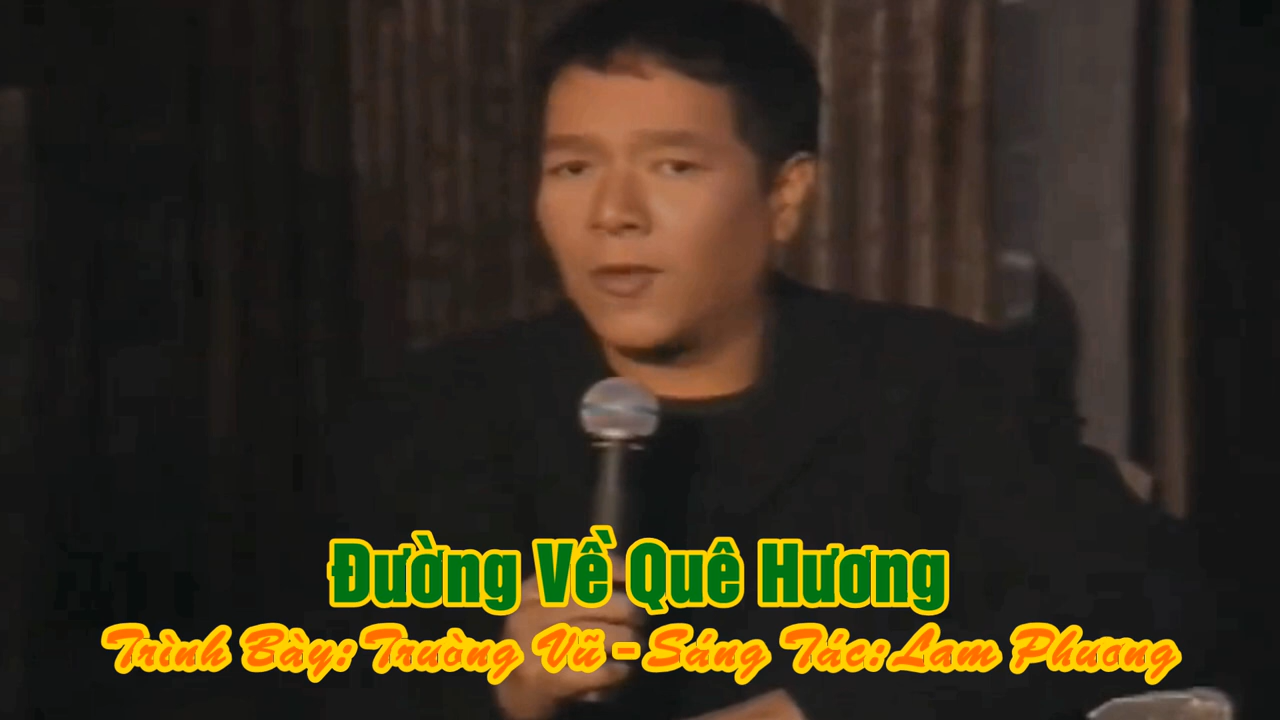 Đường Về Quê Hương
Trình Bày: Trường Vũ - Sáng Tác: Lam Phương